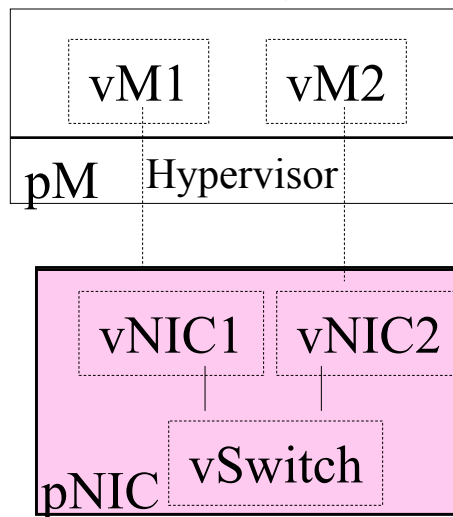 vM1 vM2
pM Hypervisor
vNIC1 vNIC2
vSwitch
pNIC